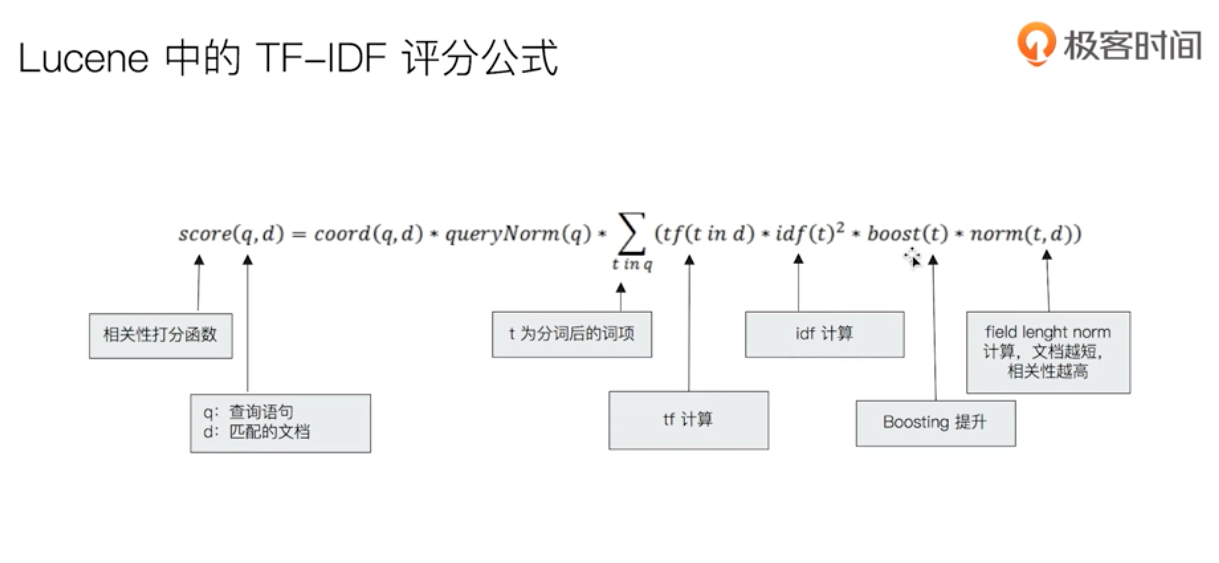 Lucene 中的 TF-IDF 评分公式
极客时间
score(q,d) = coord(q,d) * queryNorm(q) * ∑ (tf(t in d) * idf(t)² * boost(t) * norm(t,d))
t in q
相关性打分函数
q: 查询语句
d: 匹配的文档
t 为分词后的词项
tf 计算
idf 计算
Boosting 提升
field lenght norm
计算，文档越短，
相关性越高